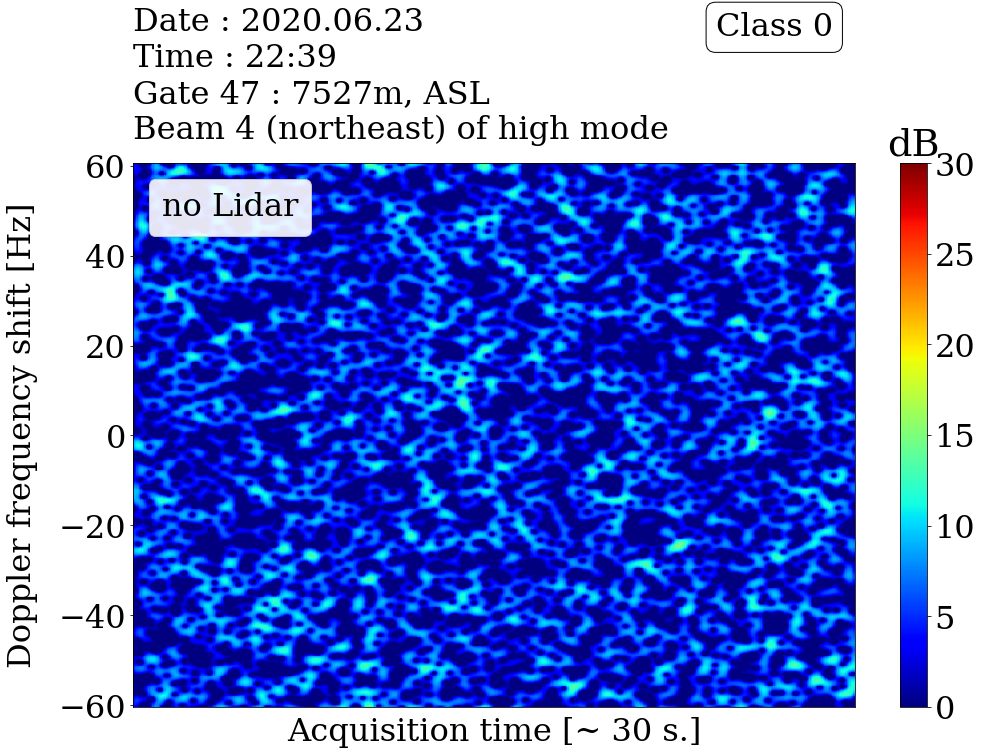 Date : 2020.06.23
Time : 22:39
Gate 47 : 7527m, ASL
Beam 4 (northeast) of high mode
Class 0
dB
no Lidar
60
40
20
0
−20
−40
−60
Doppler frequency shift [Hz]
Acquisition time [~ 30 s.]
30
25
20
15
10
5
0